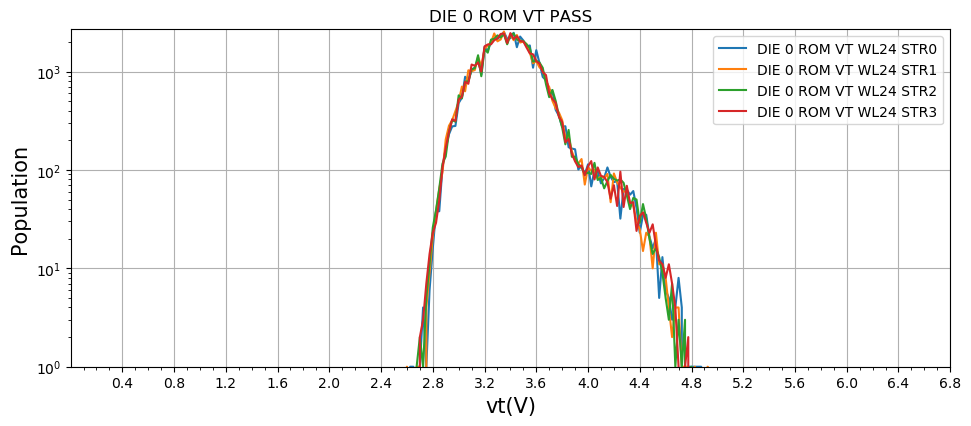 DIE 0 ROM VT PASS
DIE 0 ROM VT WL24 STR0
DIE 0 ROM VT WL24 STR1
DIE 0 ROM VT WL24 STR2
DIE 0 ROM VT WL24 STR3
Population
10³
10²
10¹
10⁰
0.4 0.8 1.2 1.6 2.0 2.4 2.8 3.2 3.6 4.0 4.4 4.8 5.2 5.6 6.0 6.4 6.8
vt(V)